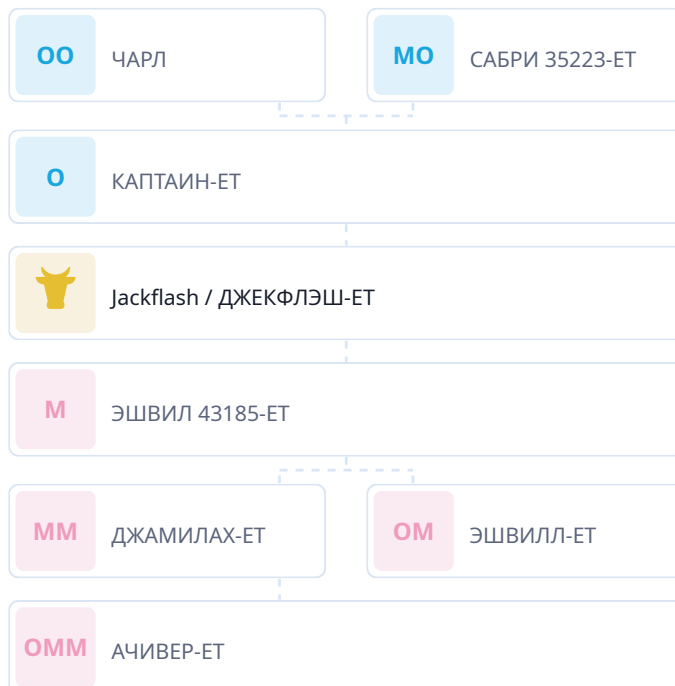 ОО ЧАРЛ
МО САБРИ 35223-ЕТ
О КАПТАИН-ЕТ
Jackflash / ДЖЕКФЛЭШ-ЕТ
М ЭШВИЛ 43185-ЕТ
ММ ДЖАМИЛАХ-ЕТ
ОМ ЭШВИЛЛ-ЕТ
ОММ АЧИВЕР-ЕТ